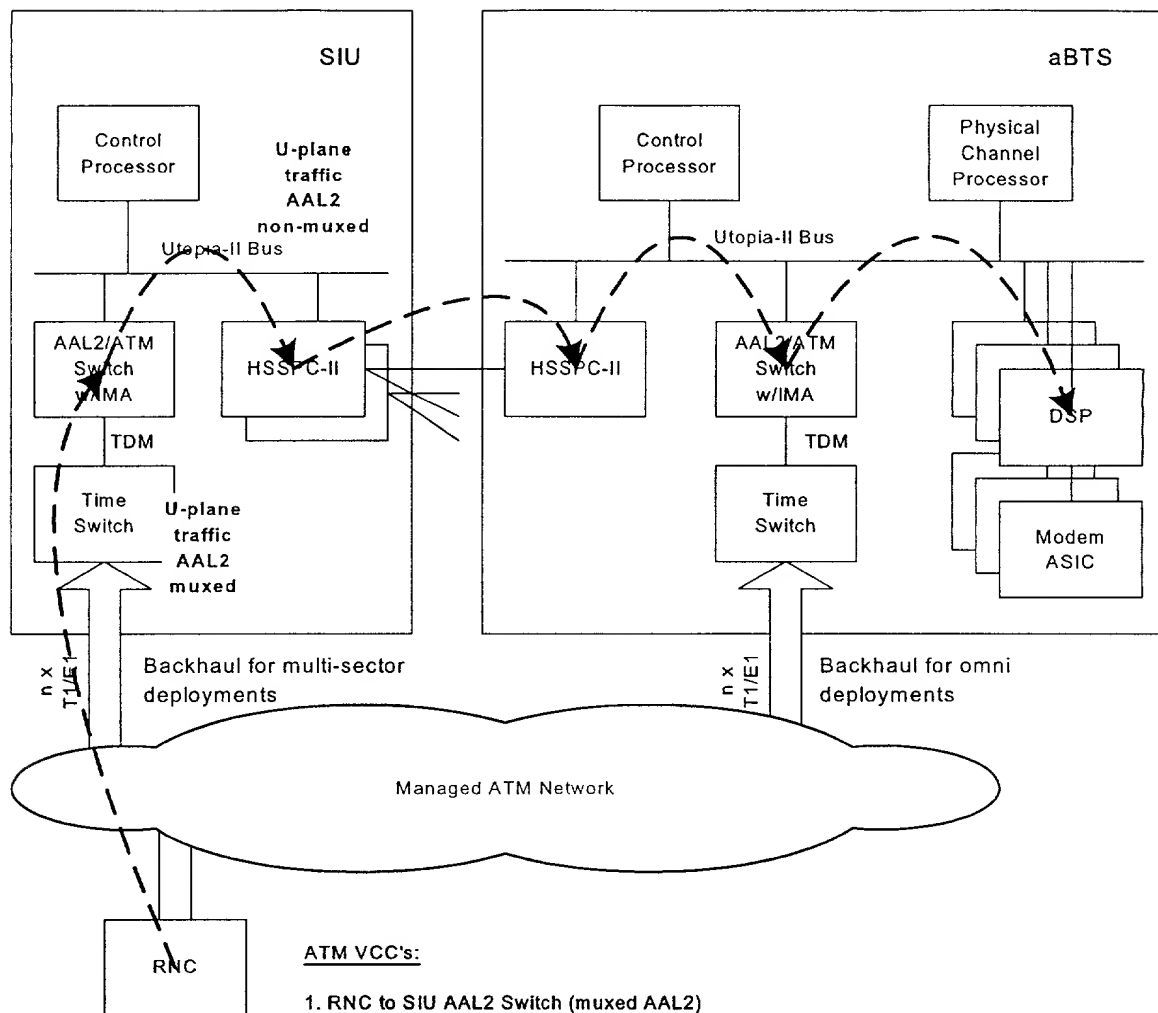 SIU
aBTS
Control
Processor
U-plane
traffic
AAL2
non-muxed
Control
Processor
Physical
Channel
Processor
Utopia-II Bus
Utopia-II Bus
AAL2/ATM
Switch
w/IMA
HSSPC-II
HSSPC-II
AAL2/ATM
Switch
w/IMA
DSP
TDM
TDM
Time
Switch
U-plane
traffic
AAL2
muxed
Time
Switch
Modem
ASIC
n x
T1/E1
Backhaul for multi-sector
deployments
n x
T1/E1
Backhaul for omni
deployments
Managed ATM Network
RNC
ATM VCC's:
1. RNC to SIU AAL2 Switch (muxed AAL2)